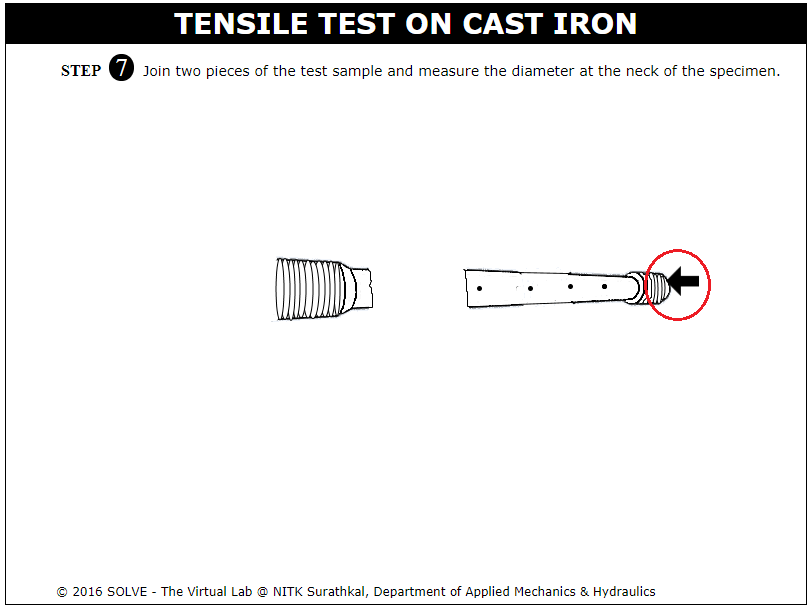 TENSILE TEST ON CAST IRON
STEP 7 Join two pieces of the test sample and measure the diameter at the neck of the specimen.
© 2016 SOLVE - The Virtual Lab @ NITK Surathkal, Department of Applied Mechanics & Hydraulics